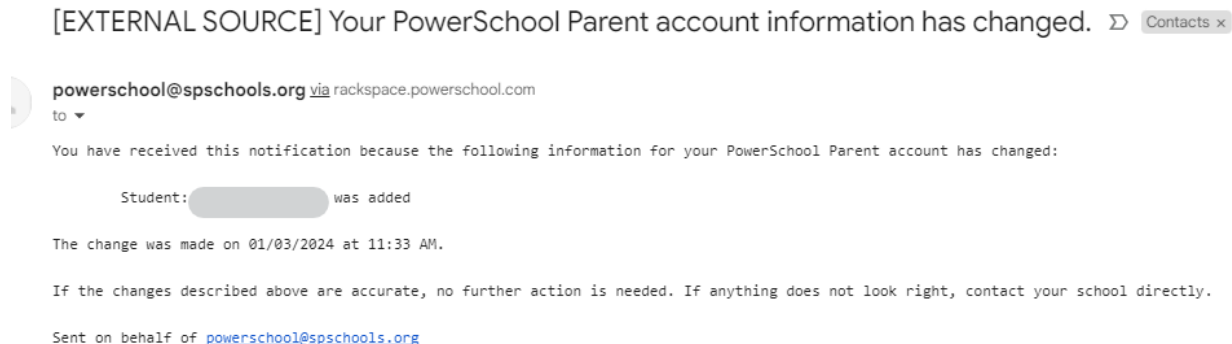 [EXTERNAL SOURCE] Your PowerSchool Parent account information has changed. Contacts ×
powerschool@spschools.org via rackspace.powerschool.com
to
You have received this notification because the following information for your PowerSchool Parent account has changed:
Student: was added
The change was made on 01/03/2024 at 11:33 AM.
If the changes described above are accurate, no further action is needed. If anything does not look right, contact your school directly.
Sent on behalf of powerschool@spschools.org